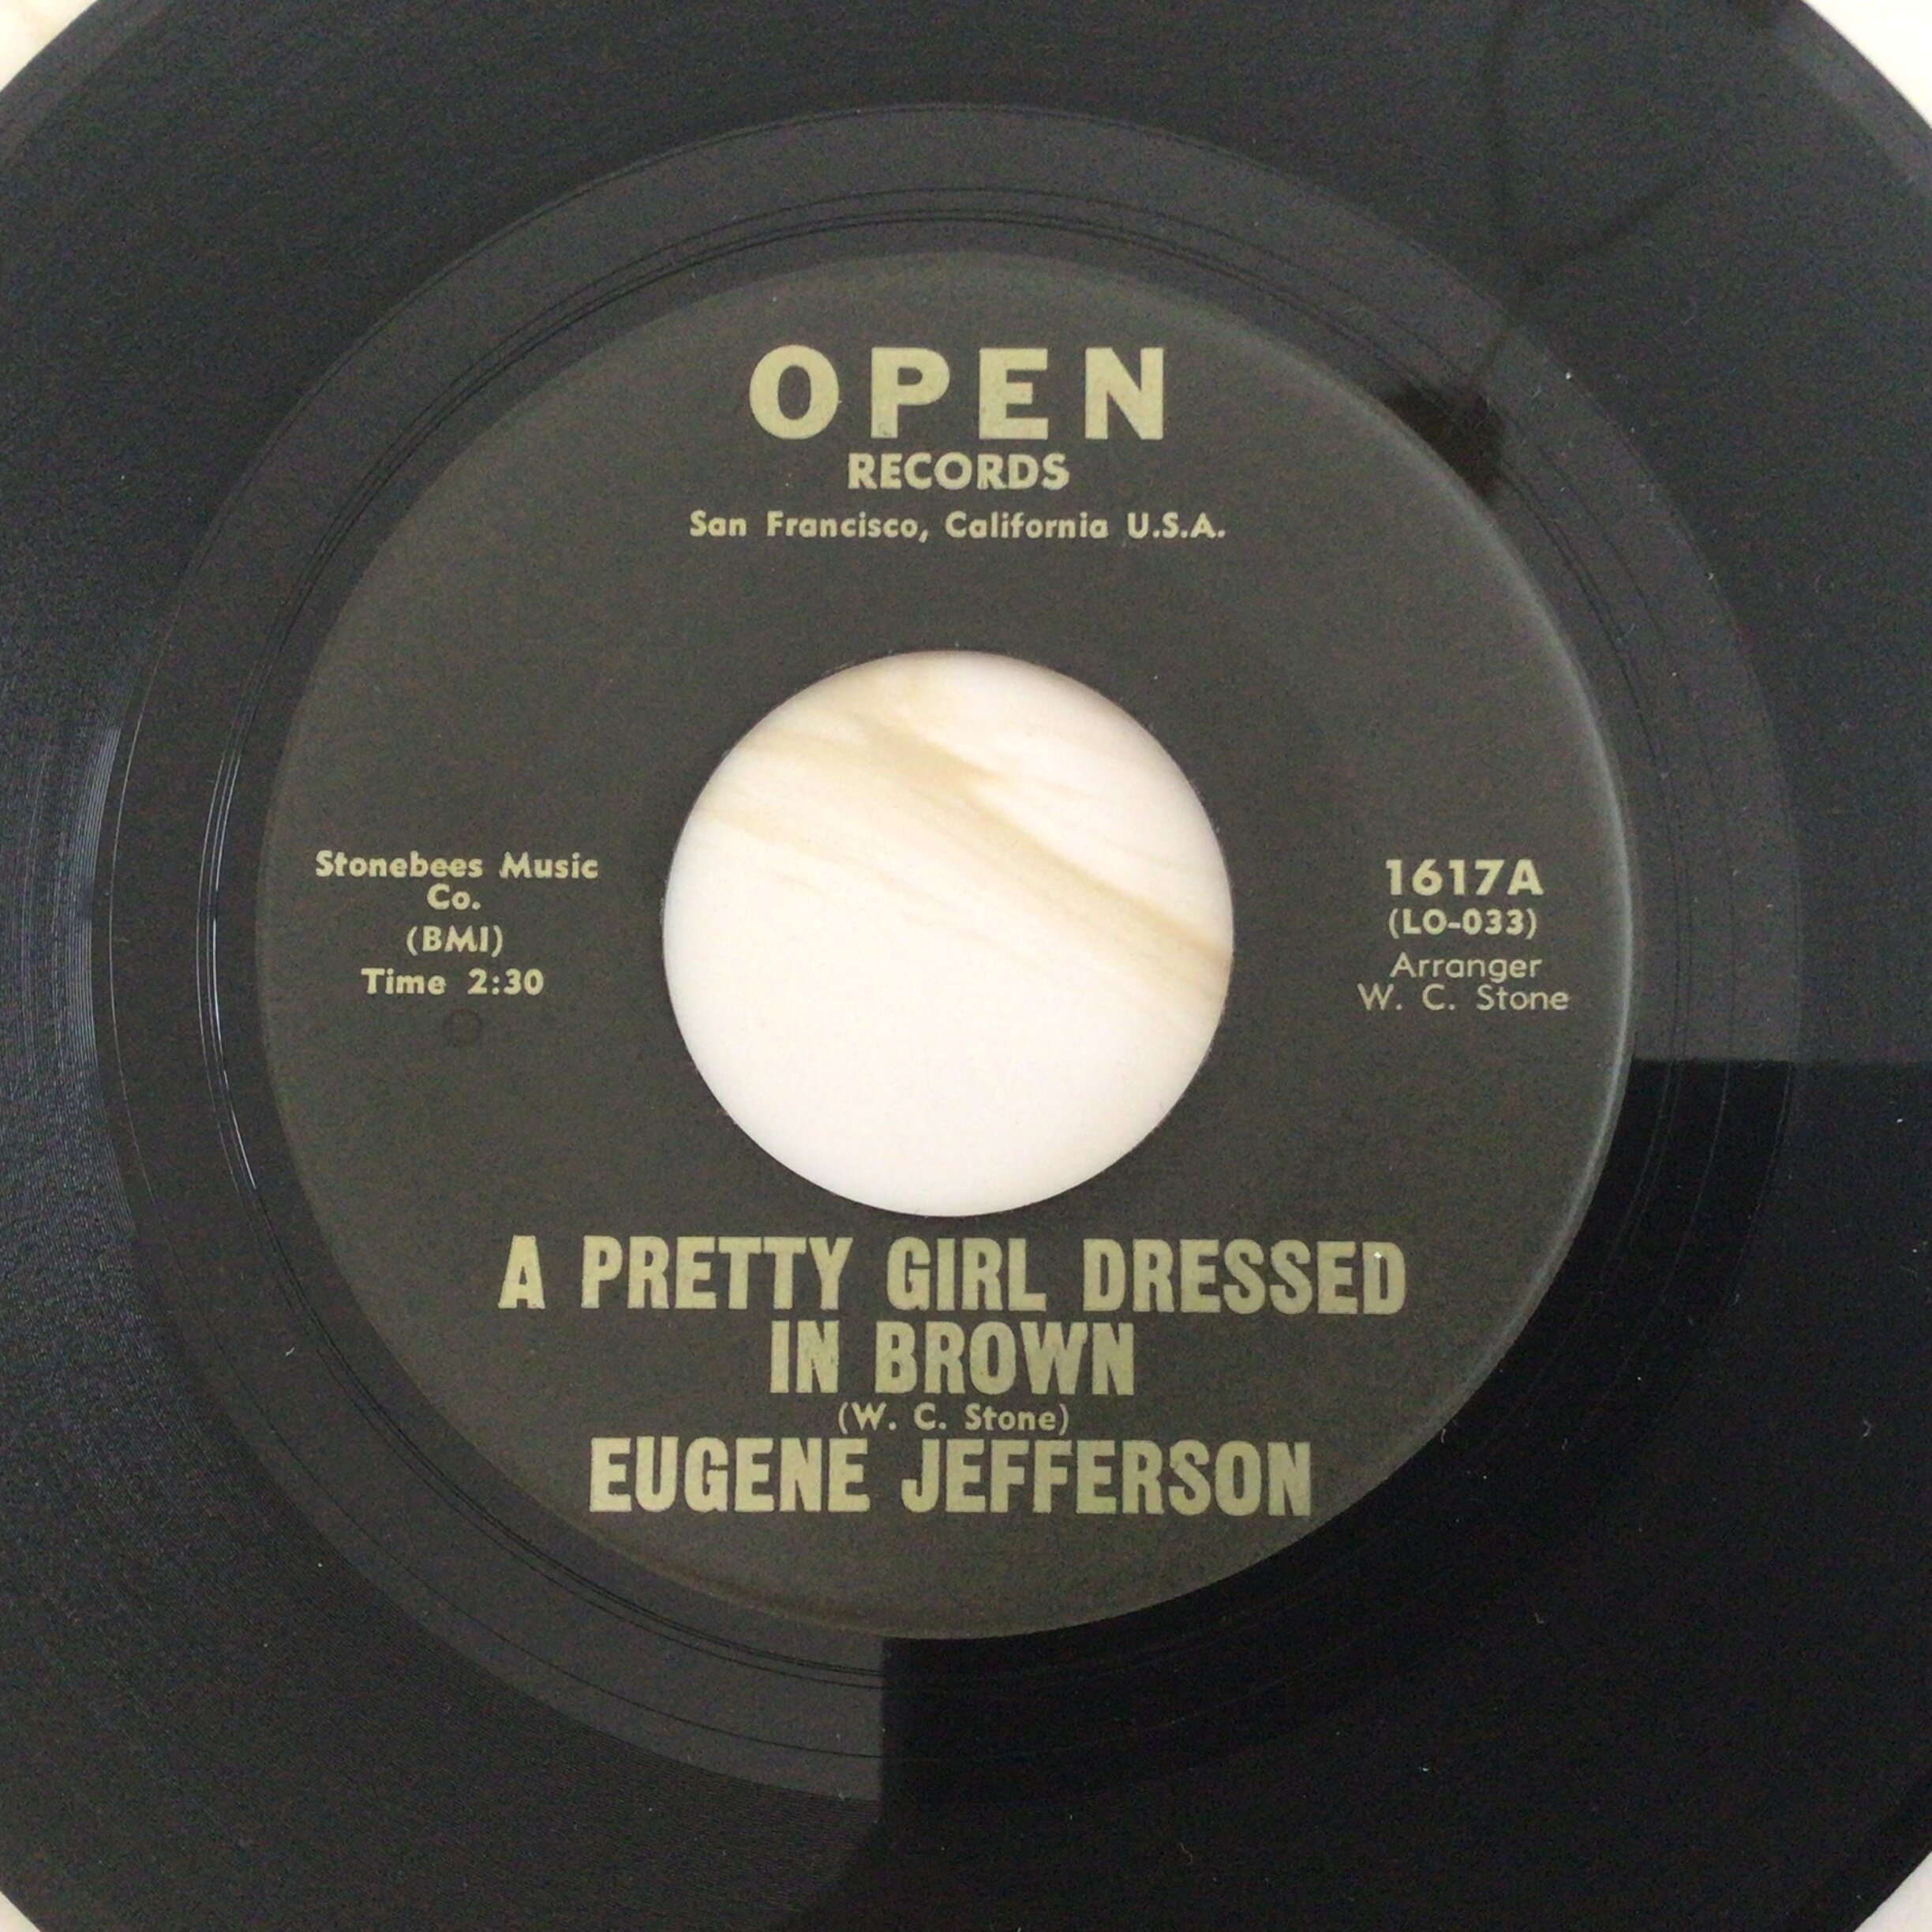 OPEN
RECORDS
San Francisco, California U.S.A.
Stonebees Music
Co.
(BMI)
Time 2:30
1617A
(LO-033)
Arranger
W. C. Stone
A PRETTY GIRL DRESSED
IN BROWN
(W. C. Stone)
EUGENE JEFFERSON